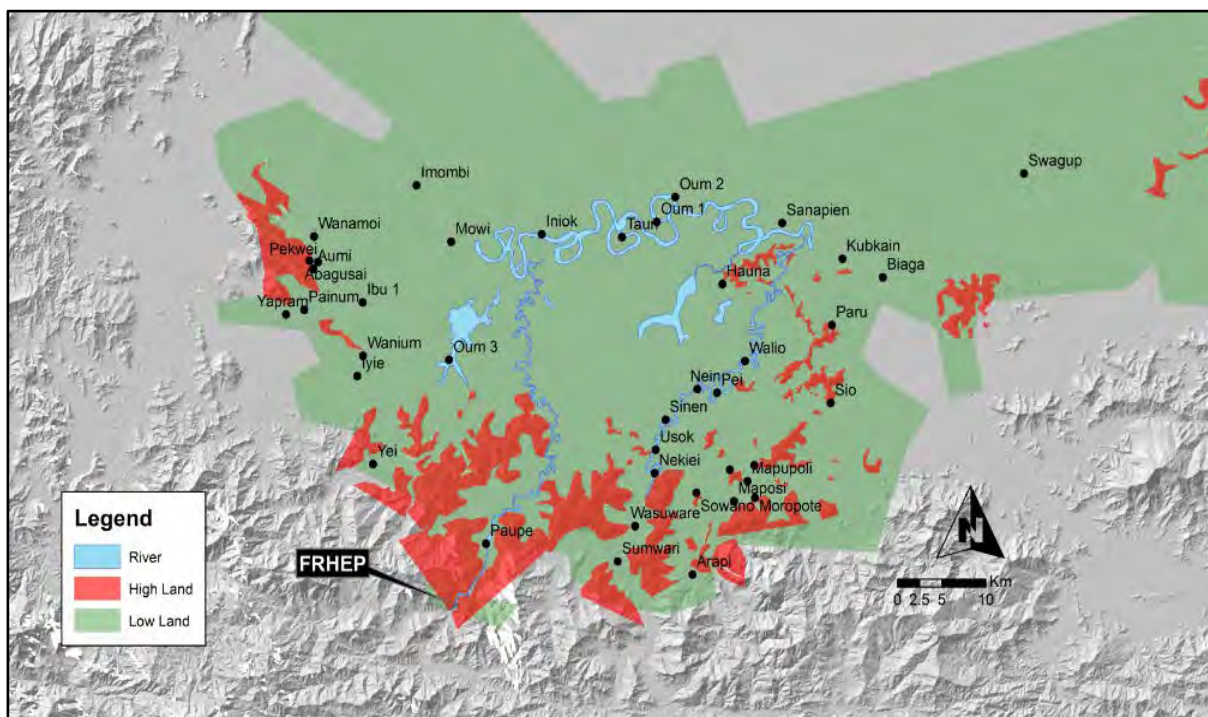 Swagup
Imombi
Oum 2
Oum 1
Sanapien
Wanamoi
Mowi
Iniok
Tauri
Kubkain
Pekwei
Aumi
Abagusai
Hauna
Biaga
Yapram
Painum
Ibu 1
Paru
Wanium
Iyie
Oum 3
Walio
Nein
Pei
Sio
Sinen
Usok
Yei
Nekiei
Mapupoli
Maposi
Sowano
Moropote
Wasuware
Paupe
Sumwari
Arapi
FRHEP
Legend
River
High Land
Low Land
N
Km
0 2.5 5 10